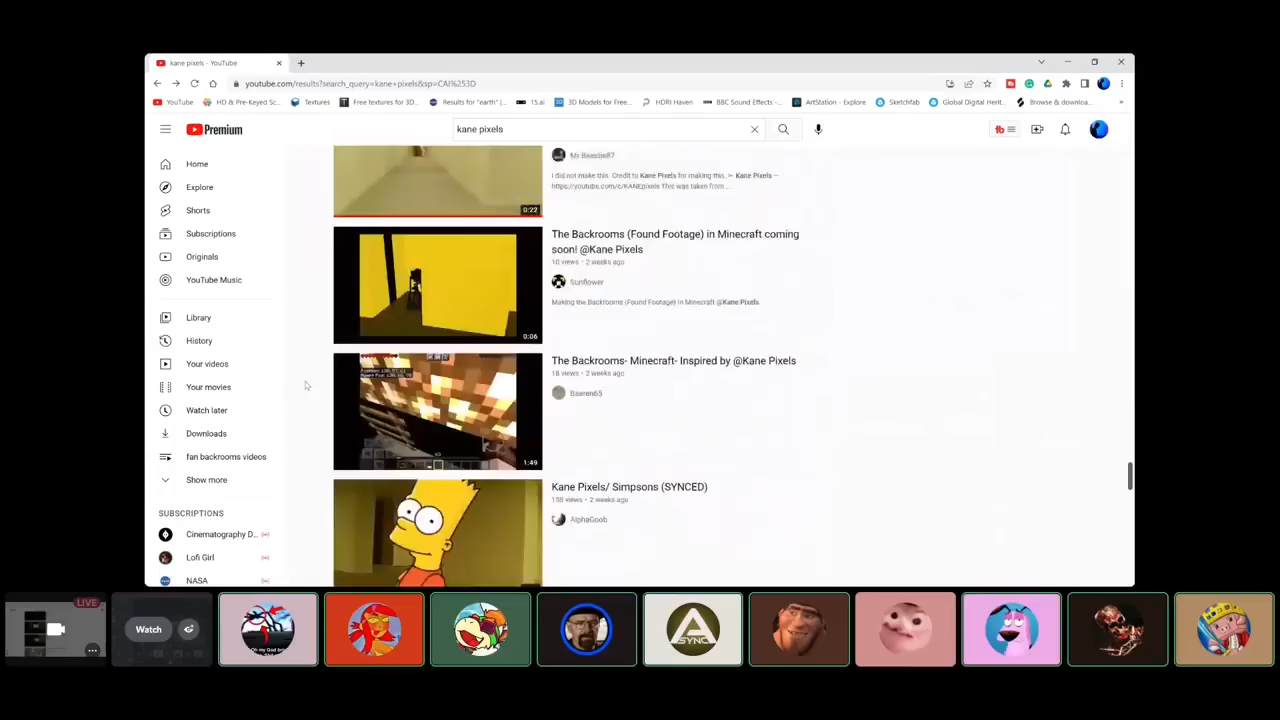 kane pixels - YouTube
youtube.com/results?search_query=kane+pixels&sp=CAI%253D
YouTube
HD & Pre-Keyed Sc...
Textures
Free textures for 3D...
Results for "earth" |...
15.ai
3D Models for Free...
HDRI Haven
BBC Sound Effects -...
ArtStation - Explore
Sketchfab
Global Digital Herit...
Browse & downloa...
Premium
kane pixels
Home
Explore
Shorts
Subscriptions
Originals
YouTube Music
Library
History
Your videos
Your movies
Watch later
Downloads
fan backrooms videos
Show more
SUBSCRIPTIONS
Cinematography D...
Lofi Girl
NASA
0:22
I did not make this. Credit to Kane Pixels for making this. ➢ Kane Pixels —
https://youtube.com/c/KANEpixels This was taken from ...
0:06
The Backrooms (Found Footage) in Minecraft coming
soon! @Kane Pixels
10 views • 2 weeks ago
Sunflower
Making the Backrooms (Found Footage) in Minecraft @Kane Pixels.
1:49
The Backrooms- Minecraft- Inspired by @Kane Pixels
18 views • 2 weeks ago
Baeren65
Kane Pixels/ Simpsons (SYNCED)
158 views • 2 weeks ago
AlphaGoob
LIVE
Watch
Oh my God bro
SYNC